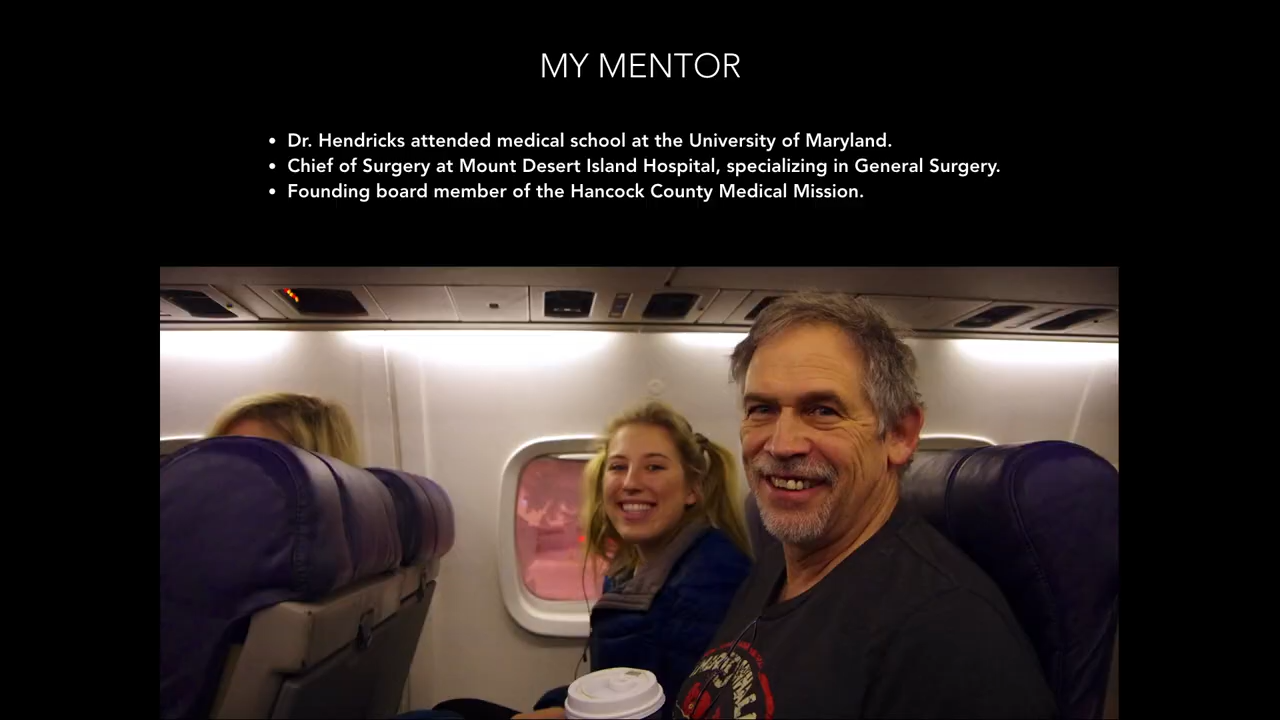 MY MENTOR
• Dr. Hendricks attended medical school at the University of Maryland.
• Chief of Surgery at Mount Desert Island Hospital, specializing in General Surgery.
• Founding board member of the Hancock County Medical Mission.